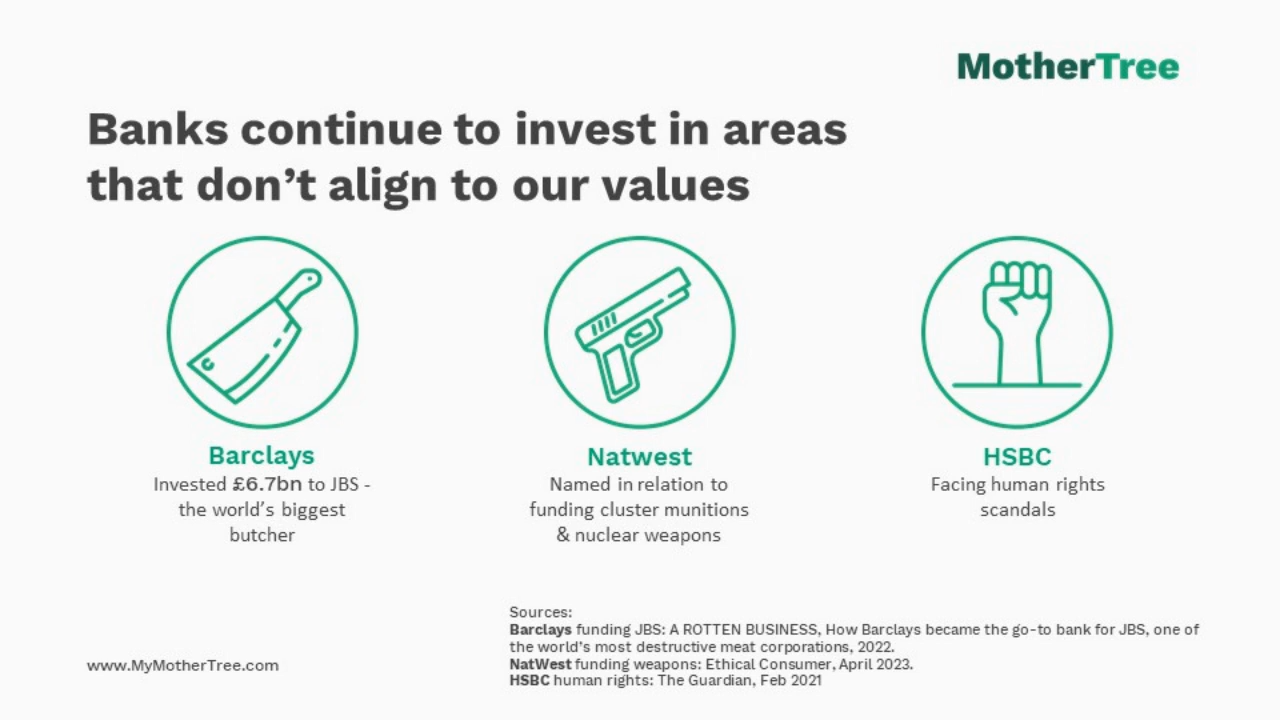 MotherTree
Banks continue to invest in areas
that don't align to our values
Barclays
Invested £6.7bn to JBS -
the world's biggest
butcher
Natwest
Named in relation to
funding cluster munitions
& nuclear weapons
HSBC
Facing human rights
scandals
Sources:
Barclays funding JBS: A ROTTEN BUSINESS, How Barclays became the go-to bank for JBS, one of
the world's most destructive meat corporations, 2022.
NatWest funding weapons: Ethical Consumer, April 2023.
HSBC human rights: The Guardian, Feb 2021
www.MyMotherTree.com